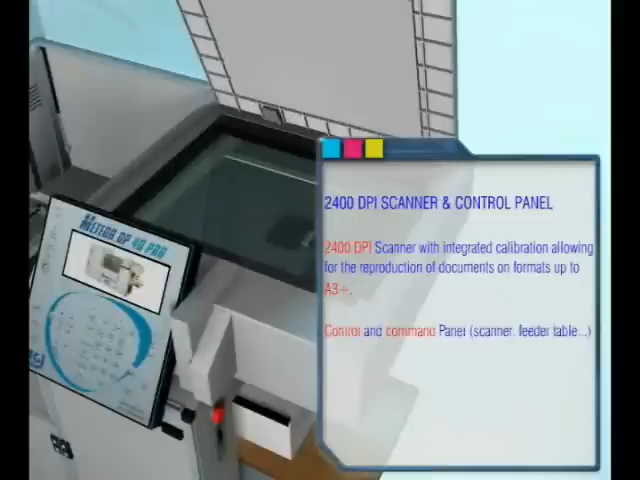 METEOR DP 40 PRO
2400 DPI SCANNER & CONTROL PANEL
2400 DPI Scanner with integrated calibration allowing
for the reproduction of documents on formats up to
A3+.
Control and command Panel (scanner, feeder table...)